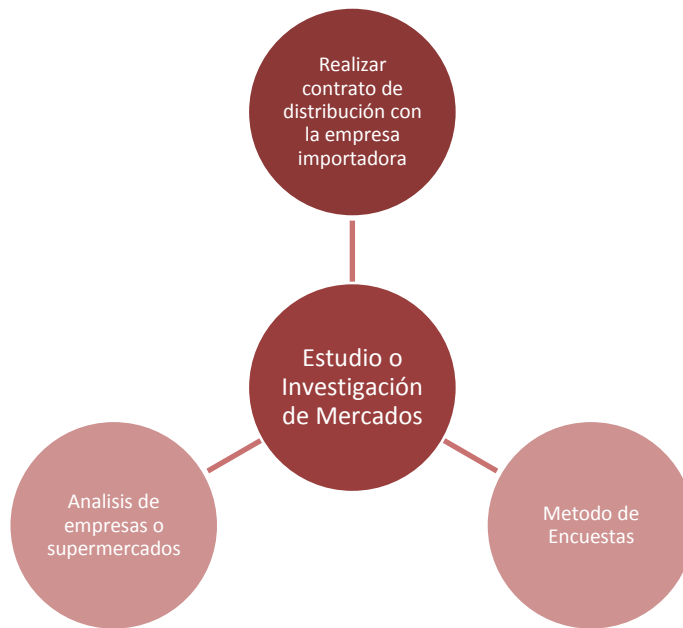 Realizar
contrato de
distribución con
la empresa
importadora
Estudio o
Investigación
de Mercados
Analisis de
empresas o
supermercados
Metodo de
Encuestas